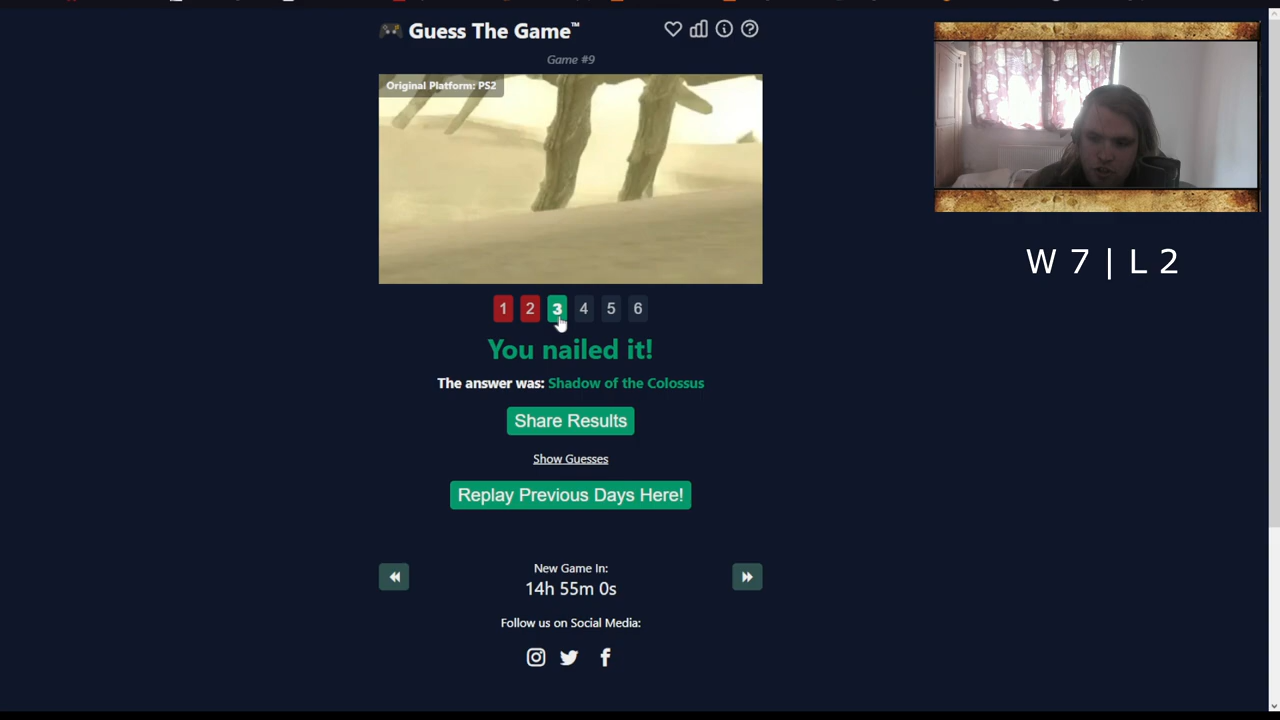 Guess The Game™
Game #9
Original Platform: PS2
W 7 | L 2
1 2 3 4 5 6
You nailed it!
The answer was: Shadow of the Colossus
Share Results
Show Guesses
Replay Previous Days Here!
New Game In:
14h 55m 0s
Follow us on Social Media: